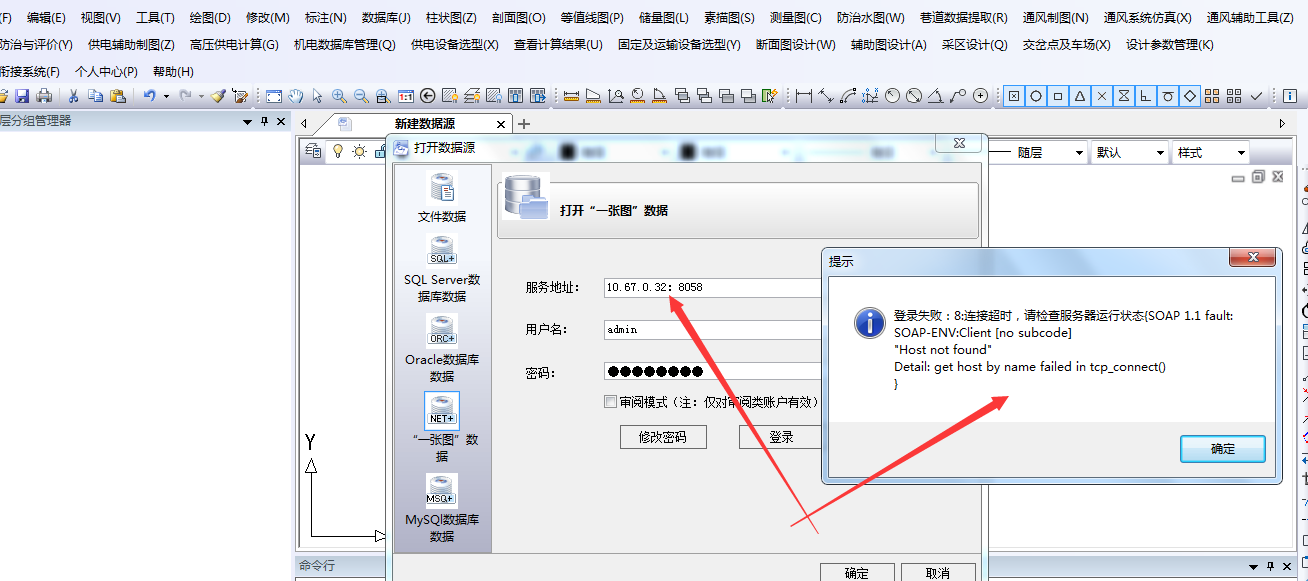 (F) 编辑(E) 视图(V) 工具(T) 绘图(D) 修改(M) 标注(N) 数据库(J) 柱状图(Z) 剖面图(O) 等值线图(P) 储量图(L) 素描图(S) 测量图(C) 防治水图(W) 巷道数据提取(R) 通风制图(N) 通风系统仿真(X) 通风辅助工具(Z)
防治与评价(Y) 供电辅助制图(Z) 高压供电计算(G) 机电数据库管理(Q) 供电设备选型(X) 查看计算结果(U) 固定及运输设备选型(Y) 断面图设计(W) 辅助图设计(A) 采区设计(Q) 交岔点及车场(X) 设计参数管理(K)
衔接系统(F) 个人中心(P) 帮助(H)
1:1
层分组管理器
新建数据源
随层 默认 样式
打开数据源
文件数据
SQL+
SQL Server数
据库数据
ORC+
Oracle数据库
数据
NET+
“一张图”数
据
MSQ+
MySQl数据库
数据
打开“一张图”数据
服务地址: 10.67.0.32：8058
用户名: admin
密码: ●●●●●●●●
审阅模式（注：仅对审阅类账户有效）
修改密码 登录
确定 取消
提示
登录失败：8:连接超时，请检查服务器运行状态{SOAP 1.1 fault:
SOAP-ENV:Client [no subcode]
"Host not found"
Detail: get host by name failed in tcp_connect()
}
确定
Y
命令行